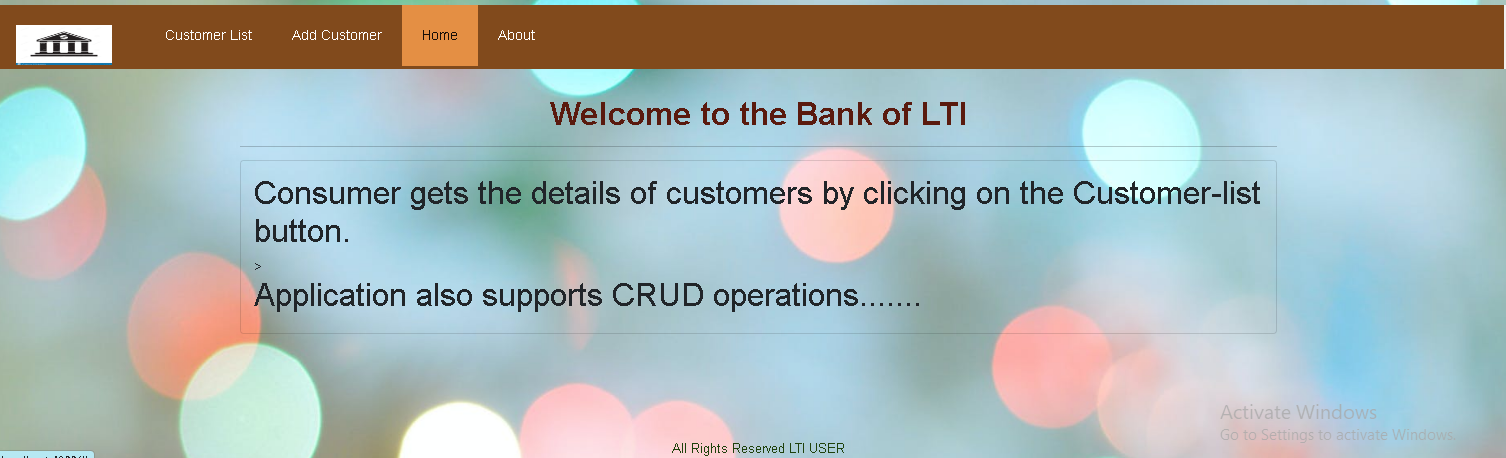 Customer List
Add Customer
Home
About
Welcome to the Bank of LTI
Consumer gets the details of customers by clicking on the Customer-list
button.
>
Application also supports CRUD operations.......
Activate Windows
Go to Settings to activate Windows.
All Rights Reserved LTI USER